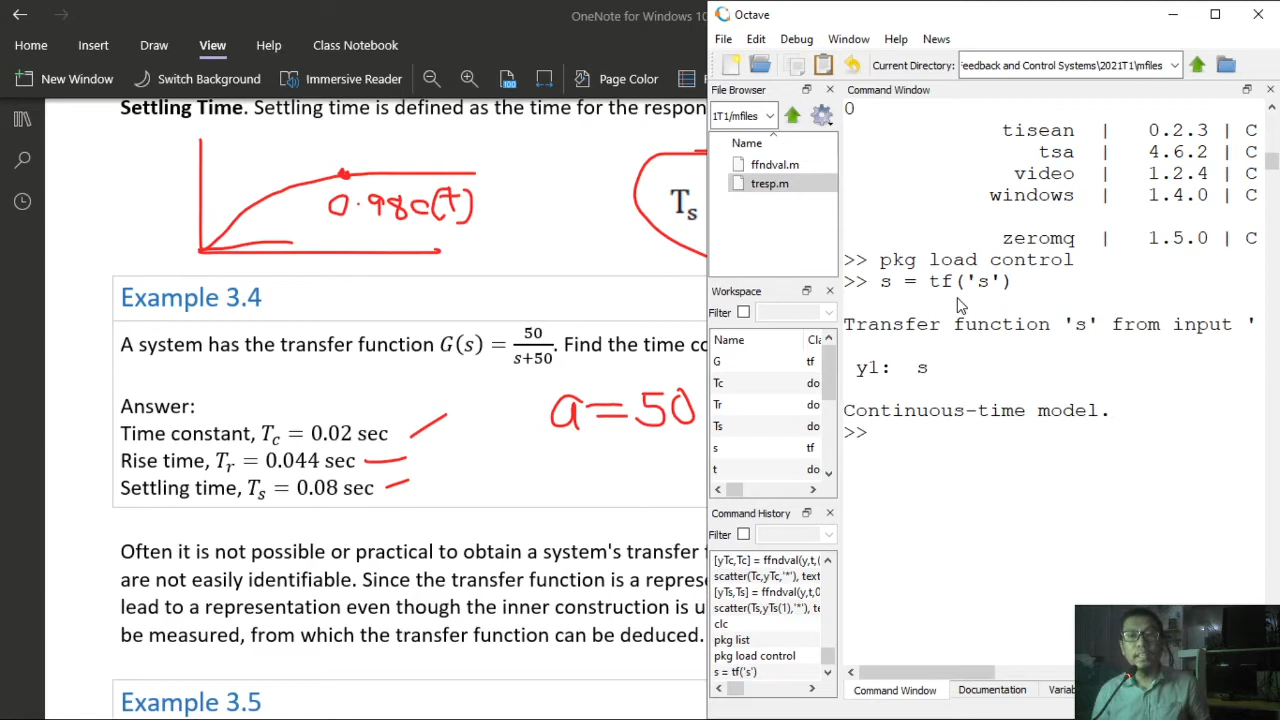 OneNote for Windows 10
Home Insert Draw View Help Class Notebook
New Window Switch Background Immersive Reader Page Color
Settling Time. Settling time is defined as the time for the respon
0.98c(t)
Ts
Example 3.4
A system has the transfer function G(s) = 50/(s+50). Find the time co
a=50
Answer:
Time constant, Tc = 0.02 sec
Rise time, Tr = 0.044 sec
Settling time, Ts = 0.08 sec
Often it is not possible or practical to obtain a system's transfer
are not easily identifiable. Since the transfer function is a repres
lead to a representation even though the inner construction is u
be measured, from which the transfer function can be deduced.
Example 3.5
Octave
File Edit Debug Window Help News
Current Directory: Feedback and Control Systems\2021T1\mfiles
File Browser
1T1/mfiles
Name
ffndval.m
tresp.m
Workspace
Filter
Name Cla
G tf
Tc do
Tr do
Ts do
s tf
t do
Command History
Filter
[yTc,Tc] = ffndval(y,t,(
scatter(Tc,yTc,'*'), text
[yTs,Ts] = ffndval(y,t,0
scatter(Ts,yTs(1),'*'), tex
clc
pkg list
pkg load control
s = tf('s')
Command Window
0
tisean | 0.2.3 | C
tsa | 4.6.2 | C
video | 1.2.4 | C
windows | 1.4.0 | C
zeromq | 1.5.0 | C
>> pkg load control
>> s = tf('s')
Transfer function 's' from input '
y1: s
Continuous-time model.
>>
Command Window Documentation Varia